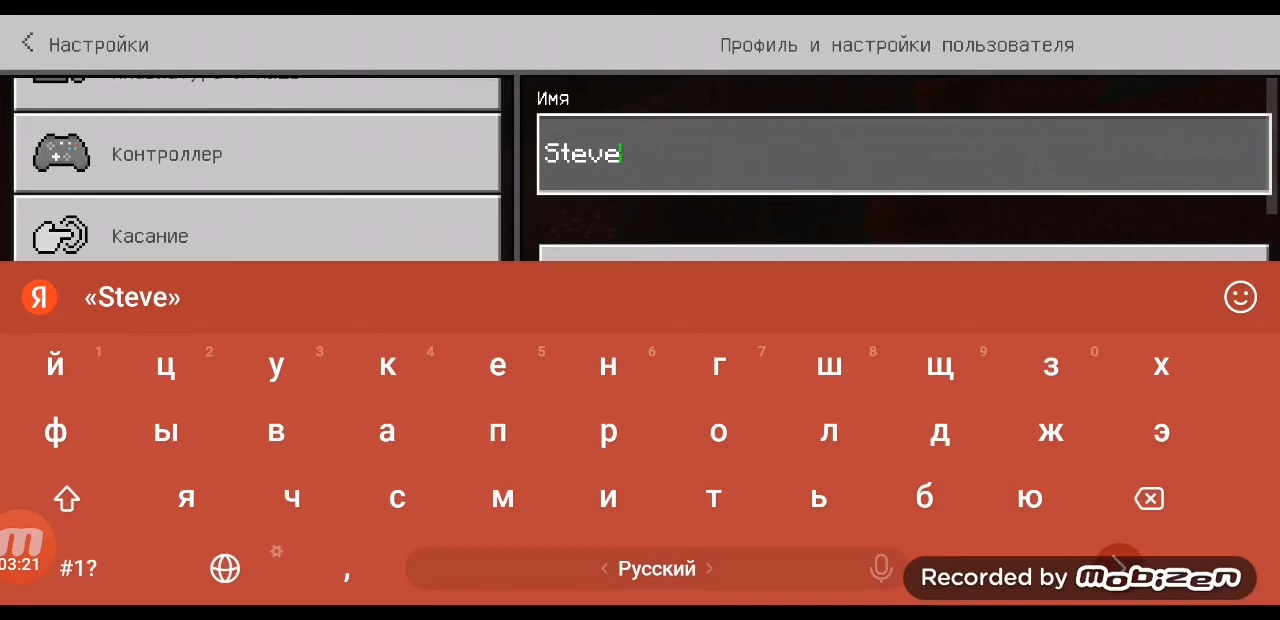 Настройки
Профиль и настройки пользователя
Имя
Steve
Контроллер
Касание
Я «Steve»
1 2 3 4 5 6 7 8 9 0
й ц у к е н г ш щ з х
ф ы в а п р о л д ж э
я ч с м и т ь б ю
03:21
#1? , Русский
Recorded by mobizen